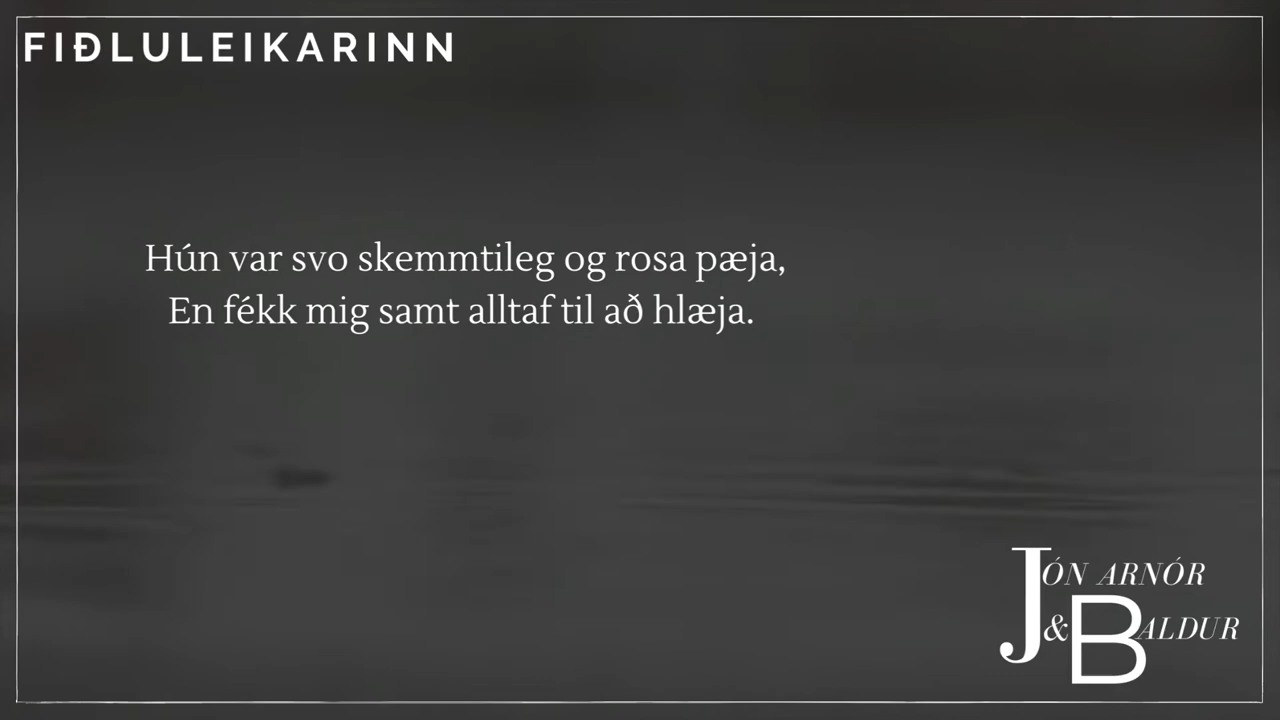 FIÐLULEIKARINN
Hún var svo skemmtileg og rosa pæja,
En fékk mig samt alltaf til að hlæja.
JÓN ARNÓR
& BALDUR